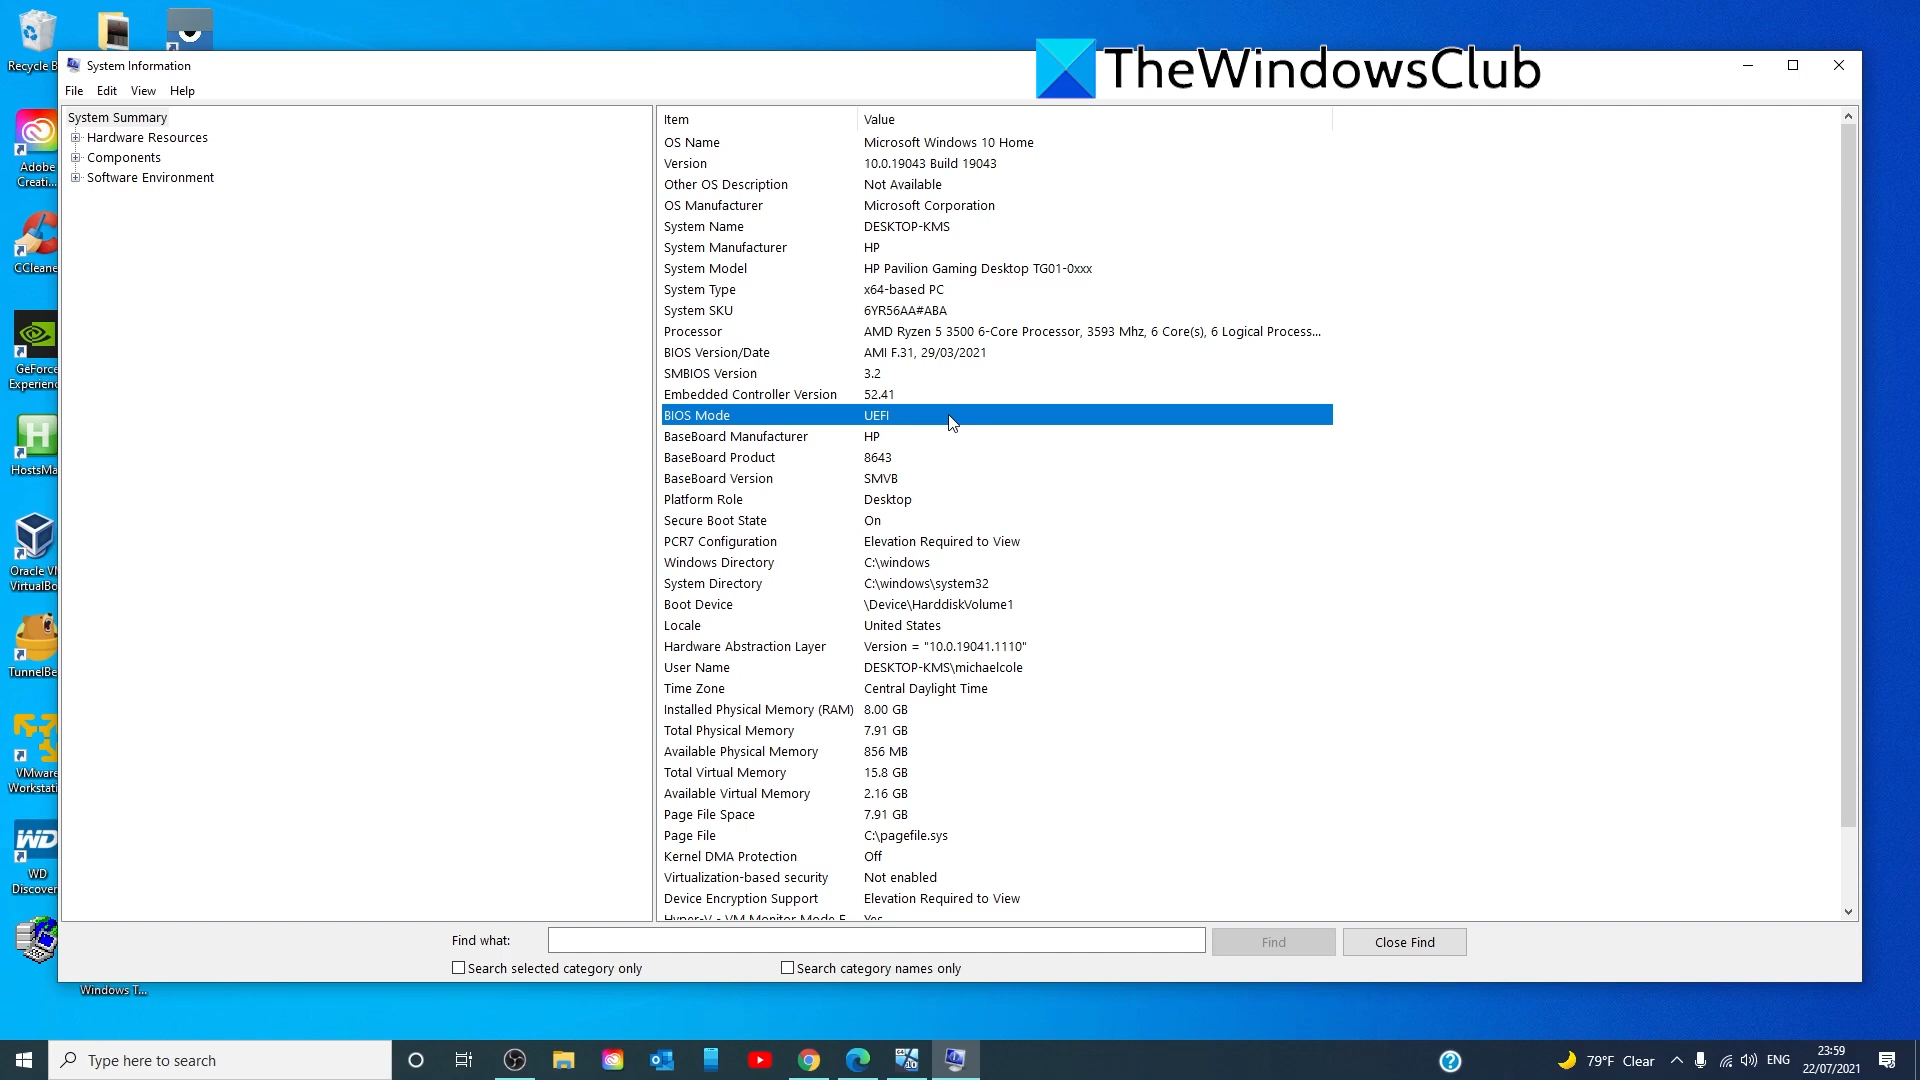 TheWindowsClub
Recycle B
System Information
File Edit View Help
System Summary
Hardware Resources
Components
Software Environment
Item Value
OS Name Microsoft Windows 10 Home
Version 10.0.19043 Build 19043
Other OS Description Not Available
OS Manufacturer Microsoft Corporation
System Name DESKTOP-KMS
System Manufacturer HP
System Model HP Pavilion Gaming Desktop TG01-0xxx
System Type x64-based PC
System SKU 6YR56AA#ABA
Processor AMD Ryzen 5 3500 6-Core Processor, 3593 Mhz, 6 Core(s), 6 Logical Process...
BIOS Version/Date AMI F.31, 29/03/2021
SMBIOS Version 3.2
Embedded Controller Version 52.41
BIOS Mode UEFI
BaseBoard Manufacturer HP
BaseBoard Product 8643
BaseBoard Version SMVB
Platform Role Desktop
Secure Boot State On
PCR7 Configuration Elevation Required to View
Windows Directory C:\windows
System Directory C:\windows\system32
Boot Device \Device\HarddiskVolume1
Locale United States
Hardware Abstraction Layer Version = "10.0.19041.1110"
User Name DESKTOP-KMS\michaelcole
Time Zone Central Daylight Time
Installed Physical Memory (RAM) 8.00 GB
Total Physical Memory 7.91 GB
Available Physical Memory 856 MB
Total Virtual Memory 15.8 GB
Available Virtual Memory 2.16 GB
Page File Space 7.91 GB
Page File C:\pagefile.sys
Kernel DMA Protection Off
Virtualization-based security Not enabled
Device Encryption Support Elevation Required to View
Hyper-V - VM Monitor Mode E Yes
Find what: Find Close Find
Search selected category only Search category names only
Adobe
Creati...
CCleane
GeForce
Experienc
H
HostsMa
Oracle VM
VirtualBo
TunnelBe
VMware
Workstati
WD
WD
Discover
Windows T...
Type here to search
79°F Clear ENG
23:59
22/07/2021